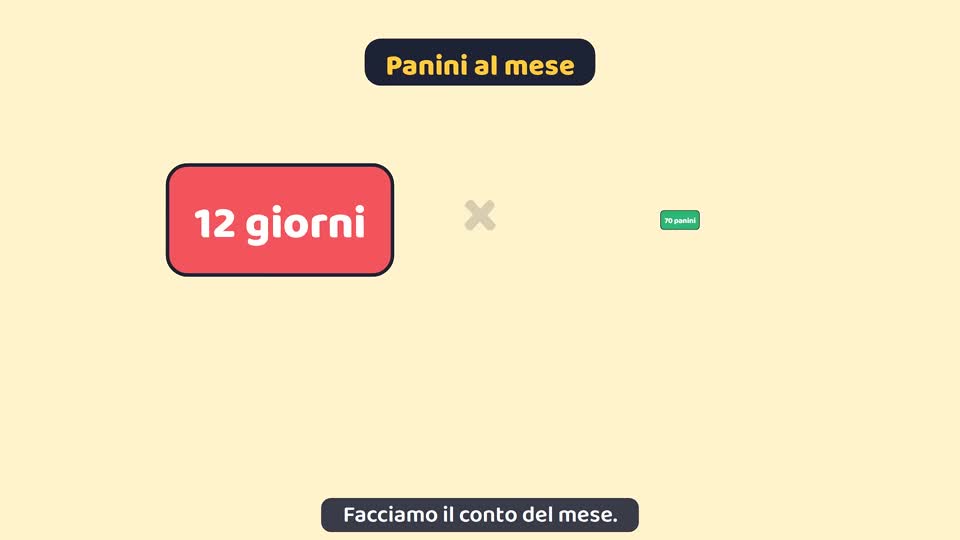 Panini al mese
12 giorni
×
70 panini
Facciamo il conto del mese.